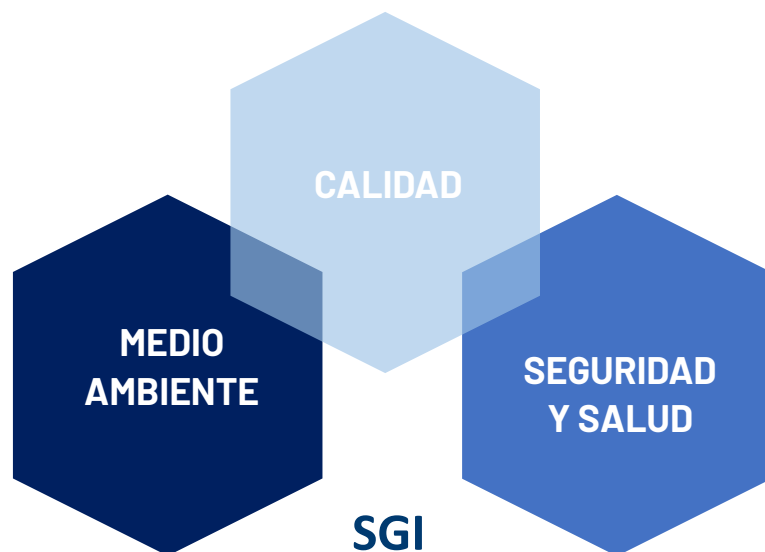 CALIDAD
MEDIO
AMBIENTE
SEGURIDAD
Y SALUD
SGI